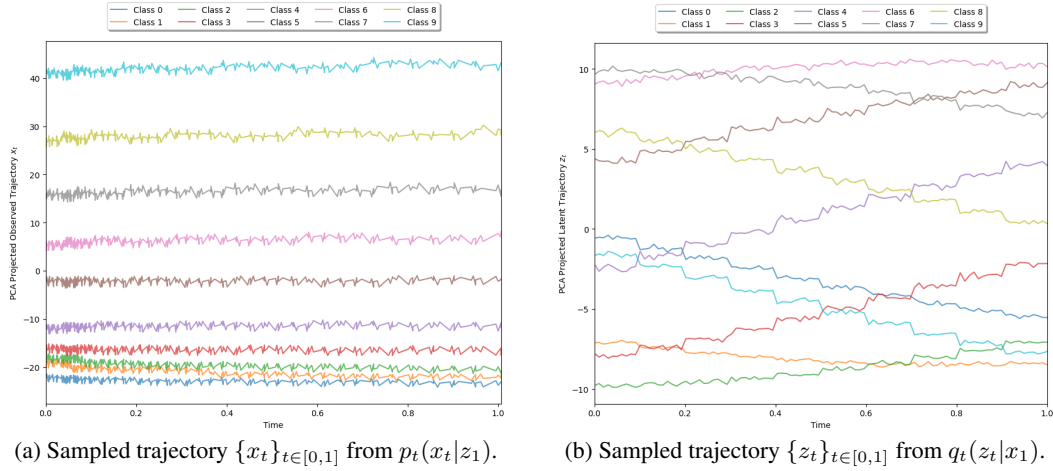 Class 0 Class 2 Class 4 Class 6 Class 8
Class 1 Class 3 Class 5 Class 7 Class 9
PCA Projected Observed Trajectory x_t
40
30
20
10
0
−10
−20
0.0 0.2 0.4 0.6 0.8 1.0
Time
(a) Sampled trajectory {x_t}_{t∈[0,1]} from p_t(x_t|z_1).
Class 0 Class 2 Class 4 Class 6 Class 8
Class 1 Class 3 Class 5 Class 7 Class 9
PCA Projected Latent Trajectory z_t
10
5
0
−5
−10
0.0 0.2 0.4 0.6 0.8 1.0
Time
(b) Sampled trajectory {z_t}_{t∈[0,1]} from q_t(z_t|x_1).